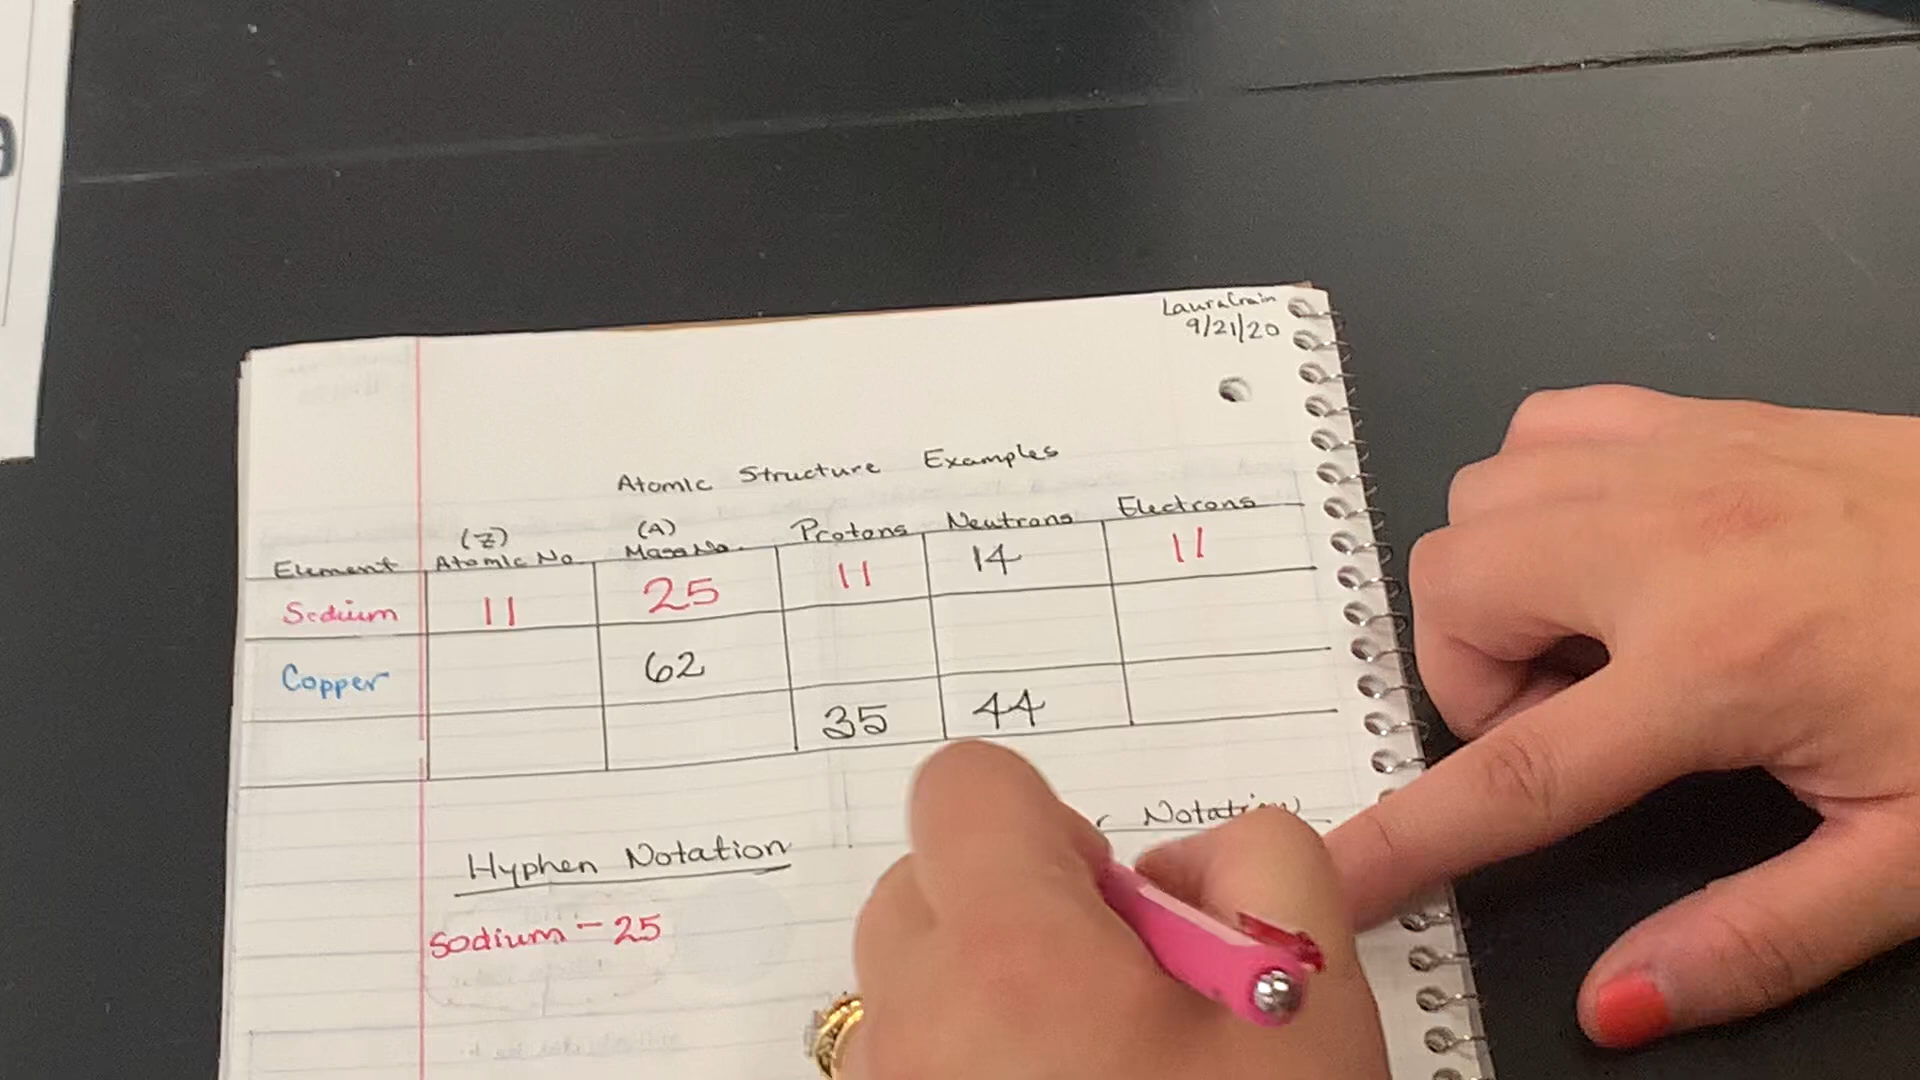 Laura Crain
9/21/20
Atomic Structure Examples
Element (Z) Atomic No. (A) Mass No. Protons Neutrons Electrons
Sodium 11 25 11 14 11
Copper 62
35 44
Hyphen Notation
Notation
Sodium - 25